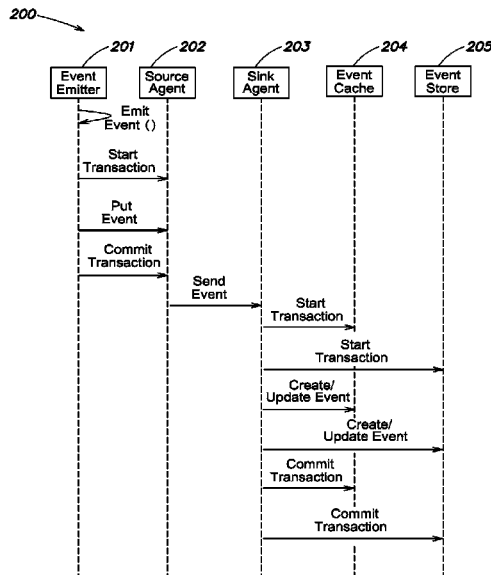 200
201
202
203
204
205
Event
Emitter
Source
Agent
Sink
Agent
Event
Cache
Event
Store
Emit
Event ()
Start
Transaction
Put
Event
Commit
Transaction
Send
Event
Start
Transaction
Start
Transaction
Create/
Update Event
Create/
Update Event
Commit
Transaction
Commit
Transaction